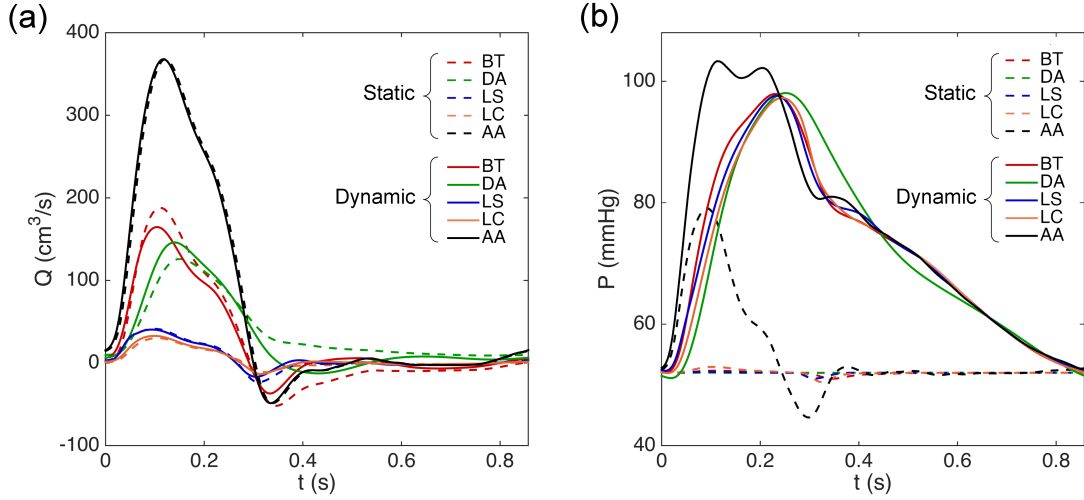 (a)
400
300
200
100
0
-100
Q (cm³/s)
0
0.2
0.4
0.6
0.8
t (s)
Static
BT
DA
LS
LC
AA
Dynamic
BT
DA
LS
LC
AA
(b)
100
80
60
40
P (mmHg)
0
0.2
0.4
0.6
0.8
t (s)
Static
BT
DA
LS
LC
AA
Dynamic
BT
DA
LS
LC
AA